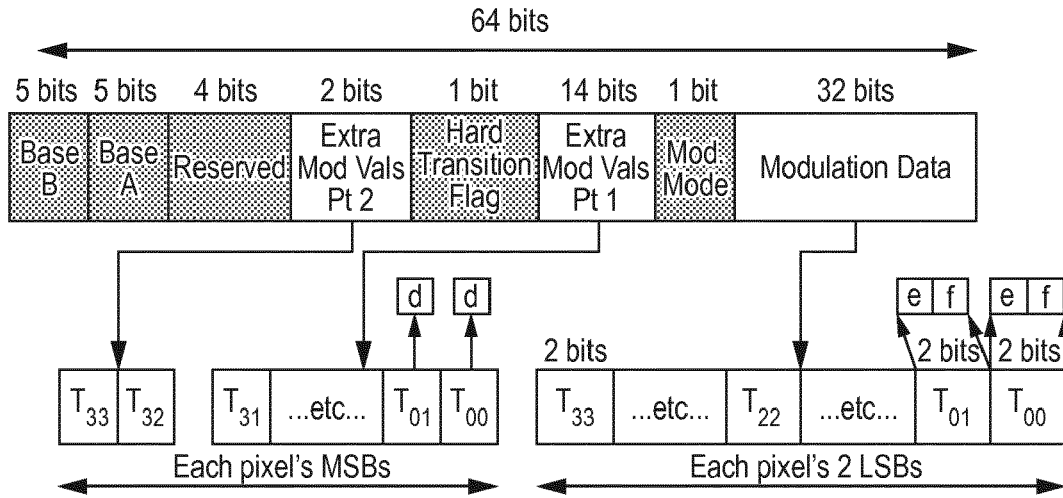 64 bits
5 bits 5 bits 4 bits 2 bits 1 bit 14 bits 1 bit 32 bits
Base B
Base A
Reserved
Extra
Mod Vals
Pt 2
Hard
Transition
Flag
Extra
Mod Vals
Pt 1
Mod
Mode
Modulation Data
d d
e f e f
2 bits 2 bits 2 bits
T33 T32 T31 ...etc... T01 T00 T33 ...etc... T22 ...etc... T01 T00
Each pixel's MSBs Each pixel's 2 LSBs